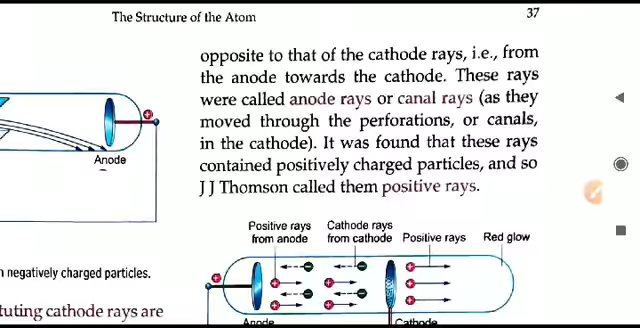 The Structure of the Atom 37
opposite to that of the cathode rays, i.e., from
the anode towards the cathode. These rays
were called anode rays or canal rays (as they
moved through the perforations, or canals,
in the cathode). It was found that these rays
contained positively charged particles, and so
J J Thomson called them positive rays.
Anode
negatively charged particles.
tuting cathode rays are
Positive rays from anode
Cathode rays from cathode
Positive rays
Red glow
Anode
Cathode